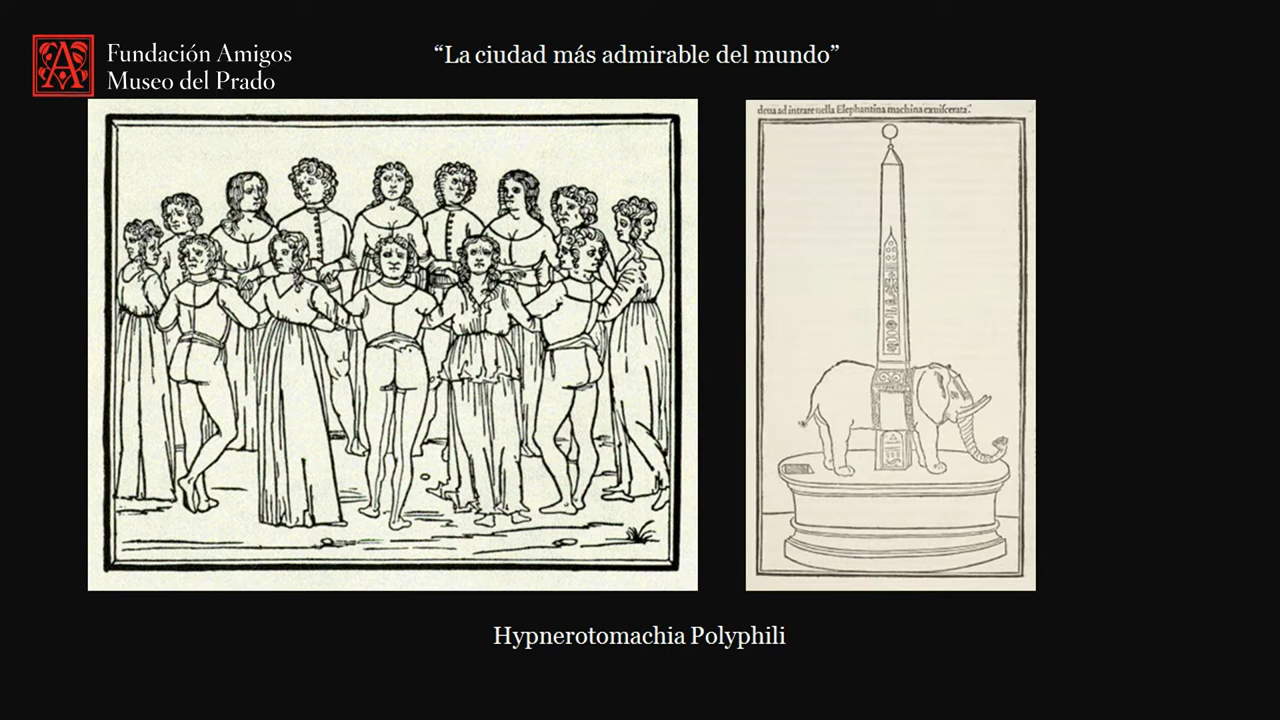 Fundación Amigos
Museo del Prado
“La ciudad más admirable del mundo”
deua ad intrare nella Elephantina machina exuiscerata.
Hypnerotomachia Polyphili